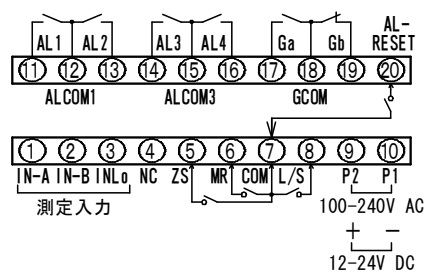 AL1 AL2 AL3 AL4 Ga Gb AL-
RESET
11 12 13 14 15 16 17 18 19 20
ALCOM1 ALCOM3 GCOM
1 2 3 4 5 6 7 8 9 10
IN-A IN-B INLo NC ZS MR COM L/S P2 P1
測定入力 100-240V AC
+ −
12-24V DC